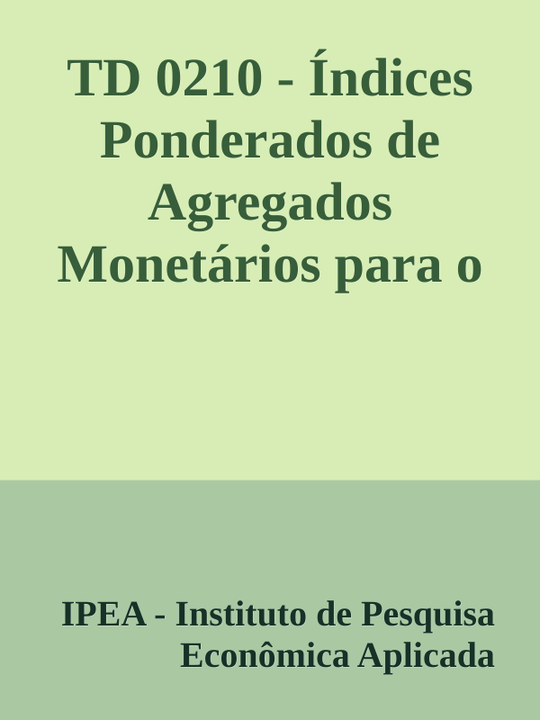 TD 0210 - Índices
Ponderados de
Agregados
Monetários para o
IPEA - Instituto de Pesquisa
Econômica Aplicada